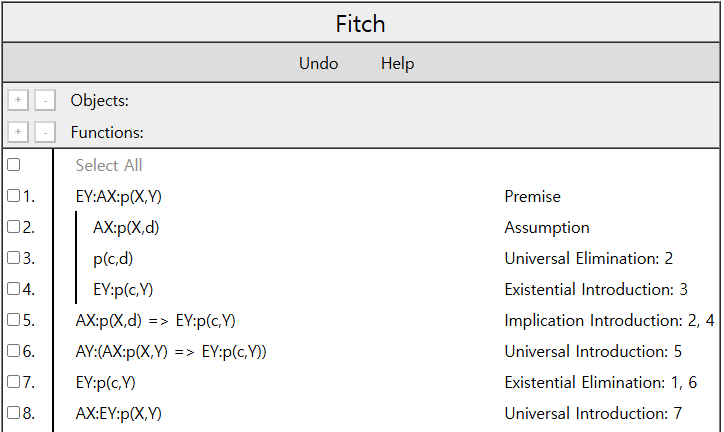 Fitch
Undo Help
+ - Objects:
+ - Functions:
Select All
1. EY:AX:p(X,Y) Premise
2. AX:p(X,d) Assumption
3. p(c,d) Universal Elimination: 2
4. EY:p(c,Y) Existential Introduction: 3
5. AX:p(X,d) => EY:p(c,Y) Implication Introduction: 2, 4
6. AY:(AX:p(X,Y) => EY:p(c,Y)) Universal Introduction: 5
7. EY:p(c,Y) Existential Elimination: 1, 6
8. AX:EY:p(X,Y) Universal Introduction: 7